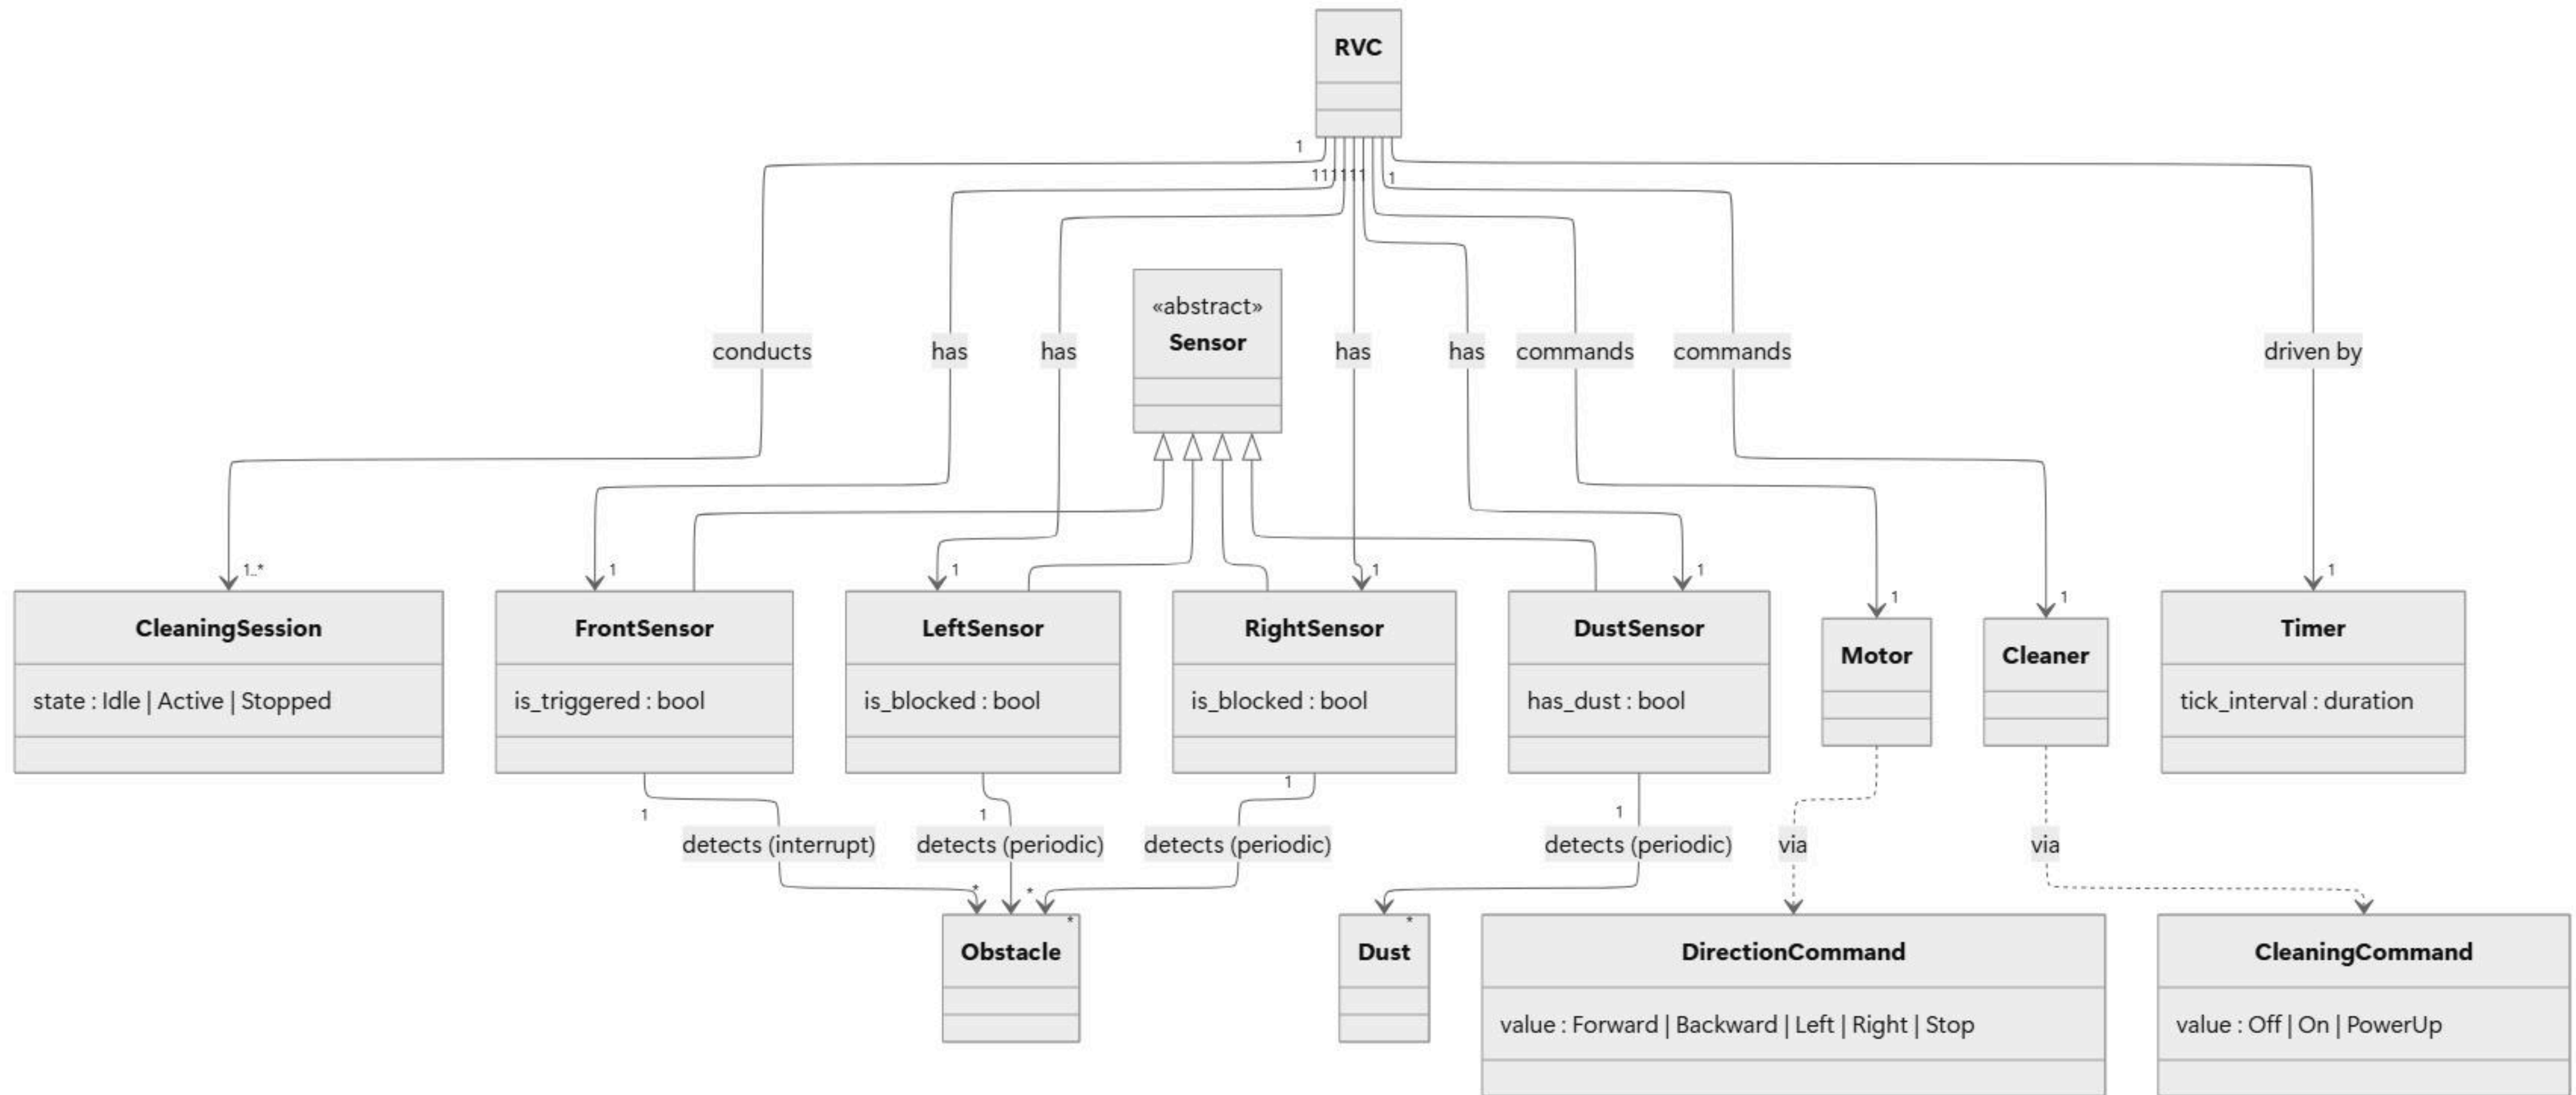 RVC
1
111111
1
«abstract»
Sensor
conducts
has
has
has
has
commands
commands
driven by
1..*
1
1
1
1
1
1
1
CleaningSession
state : Idle | Active | Stopped
FrontSensor
is_triggered : bool
LeftSensor
is_blocked : bool
RightSensor
is_blocked : bool
DustSensor
has_dust : bool
Motor
Cleaner
Timer
tick_interval : duration
1
1
1
1
detects (interrupt)
detects (periodic)
detects (periodic)
detects (periodic)
via
via
*
*
*
*
Obstacle
Dust
DirectionCommand
value : Forward | Backward | Left | Right | Stop
CleaningCommand
value : Off | On | PowerUp